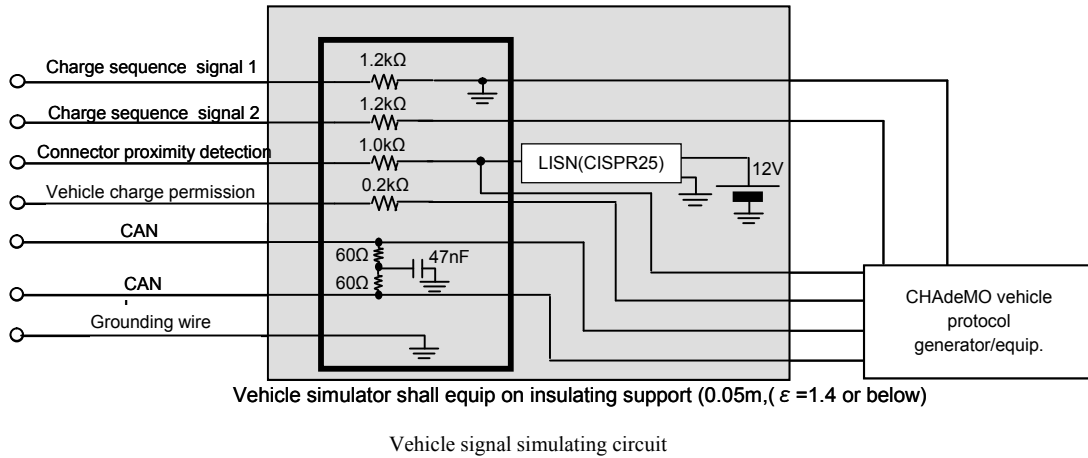 Charge sequence signal 1
1.2kΩ
Charge sequence signal 2
1.2kΩ
Connector proximity detection
1.0kΩ
LISN(CISPR25)
12V
Vehicle charge permission
0.2kΩ
CAN
60Ω
47nF
CAN
60Ω
Grounding wire
CHAdeMO vehicle
protocol
generator/equip.
Vehicle simulator shall equip on insulating support (0.05m,( ε =1.4 or below)
Vehicle signal simulating circuit